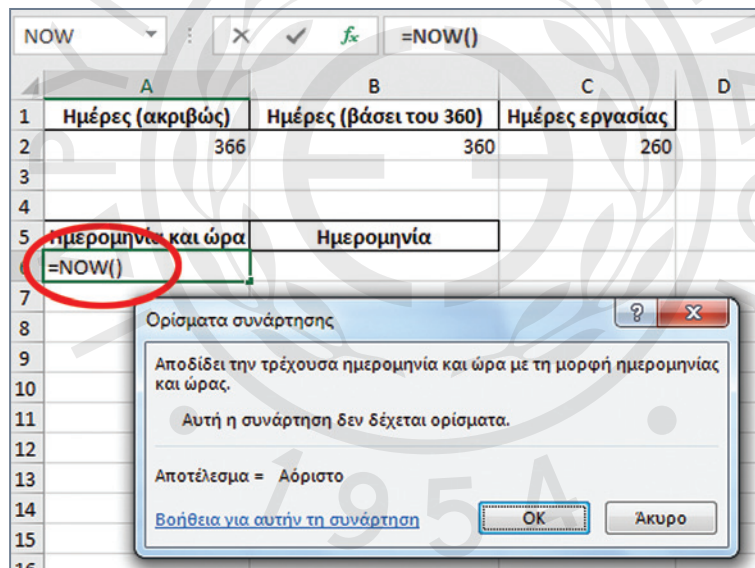 NOW =NOW()
A B C D
1 Ημέρες (ακριβώς) Ημέρες (βάσει του 360) Ημέρες εργασίας
2 366 360 260
3
4
5 Ημερομηνία και ώρα Ημερομηνία
6 =NOW()
7
8 Ορίσματα συνάρτησης
9 Αποδίδει την τρέχουσα ημερομηνία και ώρα με τη μορφή ημερομηνίας
10 και ώρας.
11 Αυτή η συνάρτηση δεν δέχεται ορίσματα.
12
13 Αποτέλεσμα = Αόριστο
14 Βοήθεια για αυτήν τη συνάρτηση OK Άκυρο
15
16
1954